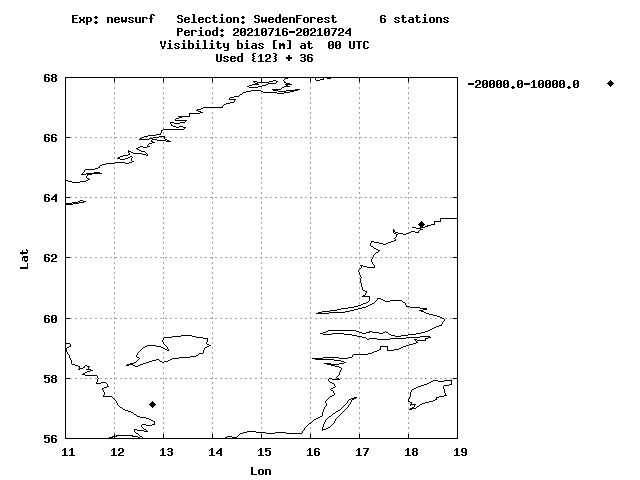 Exp: newsurf   Selection: SwedenForest      6 stations
Period: 20210716-20210724
Visibility bias [m] at  00 UTC
Used {12} + 36
68
-20000.0-10000.0
66
64
62
Lat
60
58
56
11 12 13 14 15 16 17 18 19
Lon